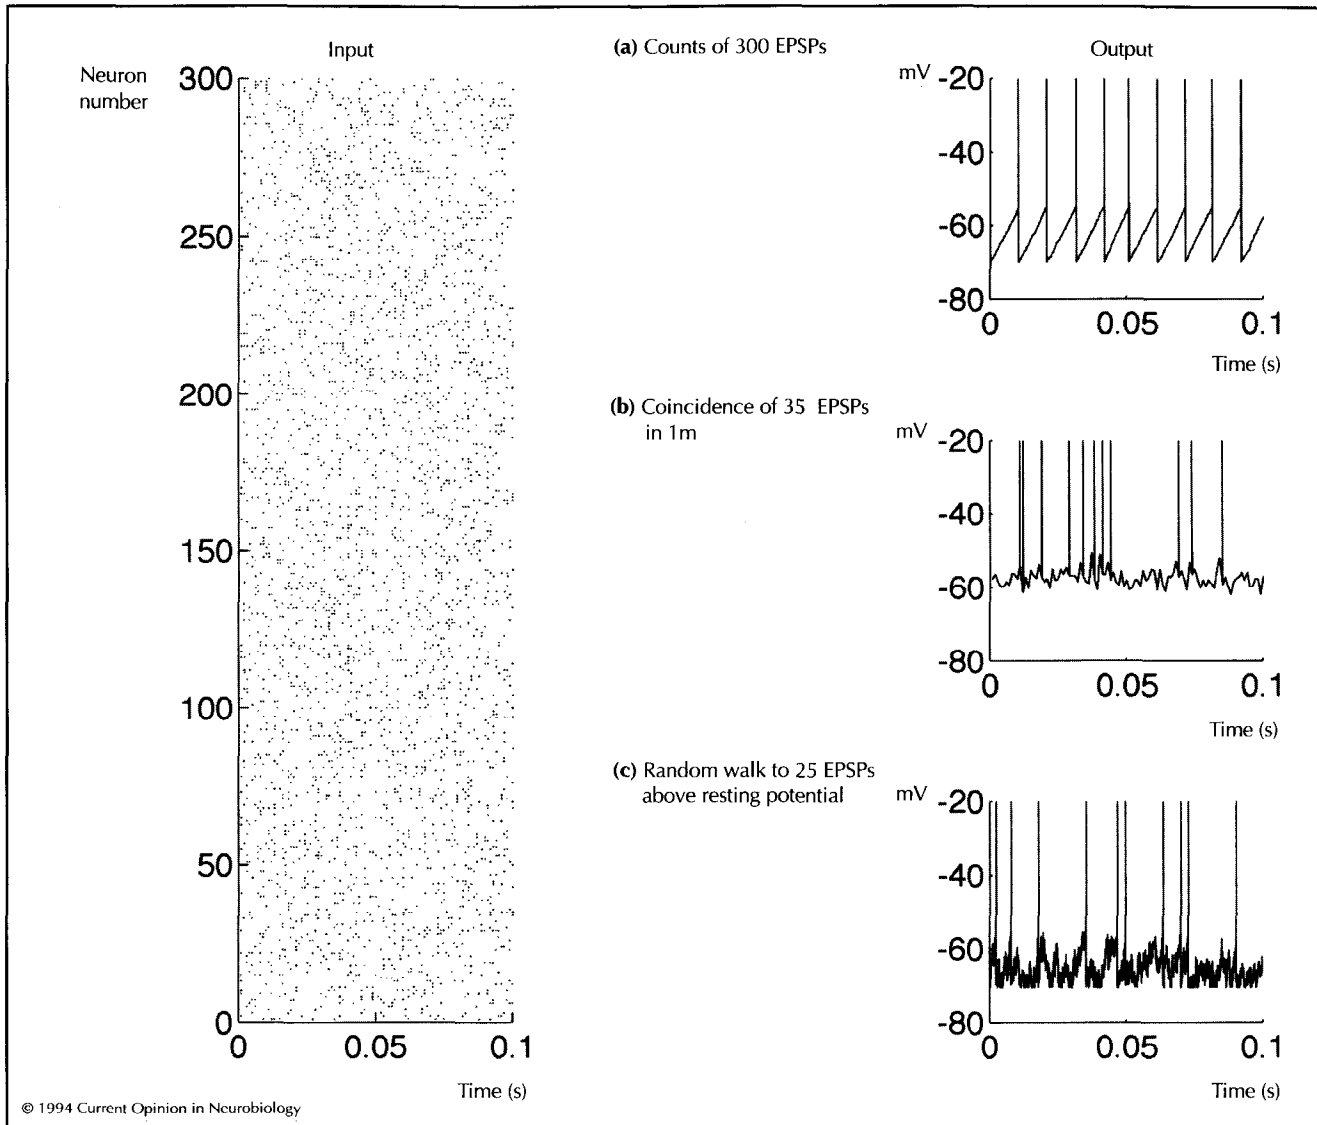 Input
Neuron
number
300
250
200
150
100
50
0
0
0.05
0.1
Time (s)
(a) Counts of 300 EPSPs
Output
mV
-20
-40
-60
-80
0
0.05
0.1
Time (s)
(b) Coincidence of 35 EPSPs
in 1m
mV
-20
-40
-60
-80
0
0.05
0.1
Time (s)
(c) Random walk to 25 EPSPs
above resting potential
mV
-20
-40
-60
-80
0
0.05
0.1
Time (s)
© 1994 Current Opinion in Neurobiology